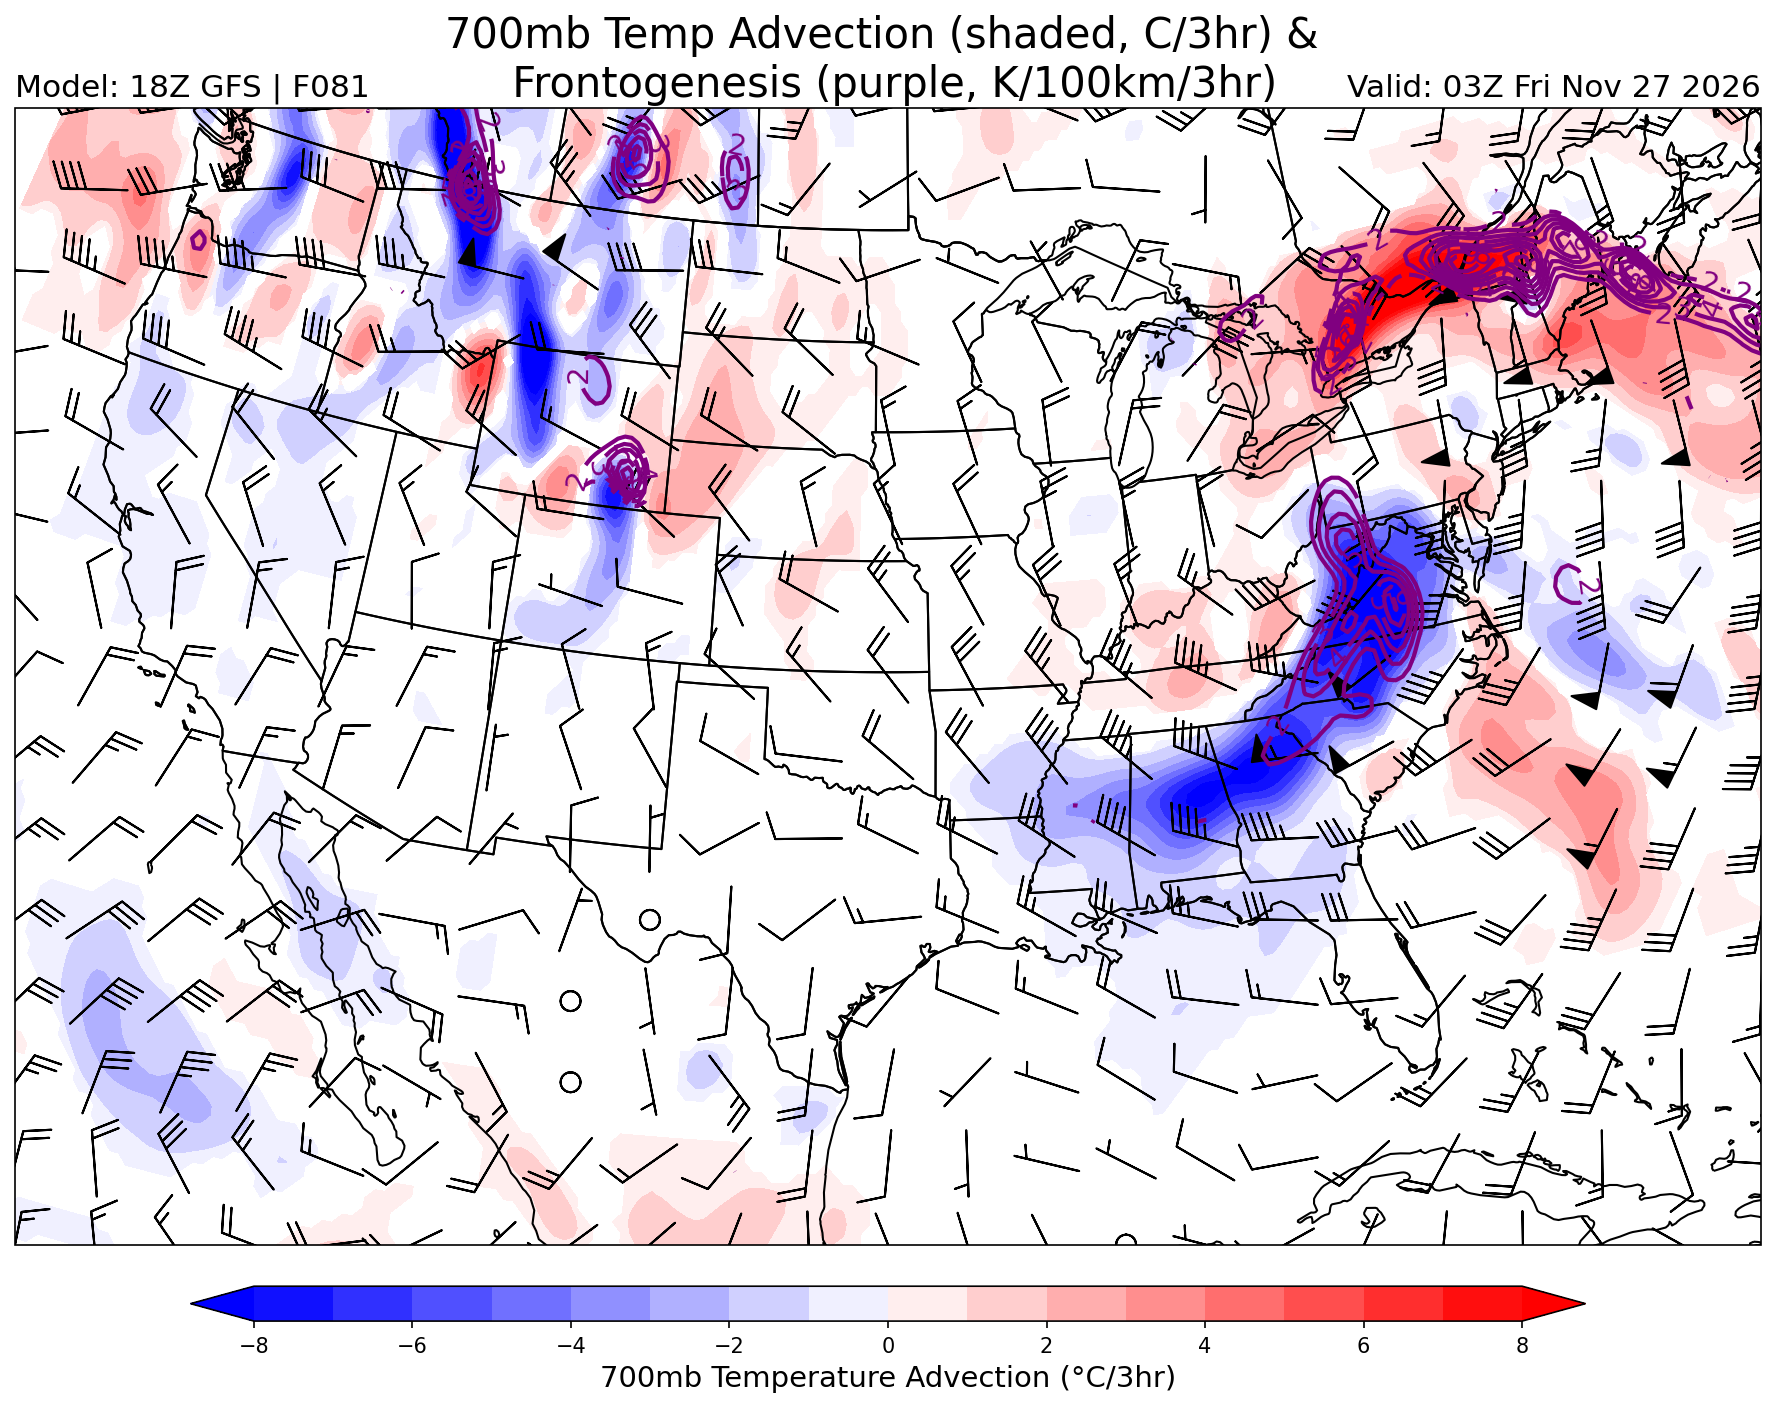 700mb Temp Advection (shaded, C/3hr) &
Model: 18Z GFS | F081
Frontogenesis (purple, K/100km/3hr)
Valid: 03Z Fri Nov 27 2026
−8
−6
−4
−2
0
2
4
6
8
700mb Temperature Advection (°C/3hr)